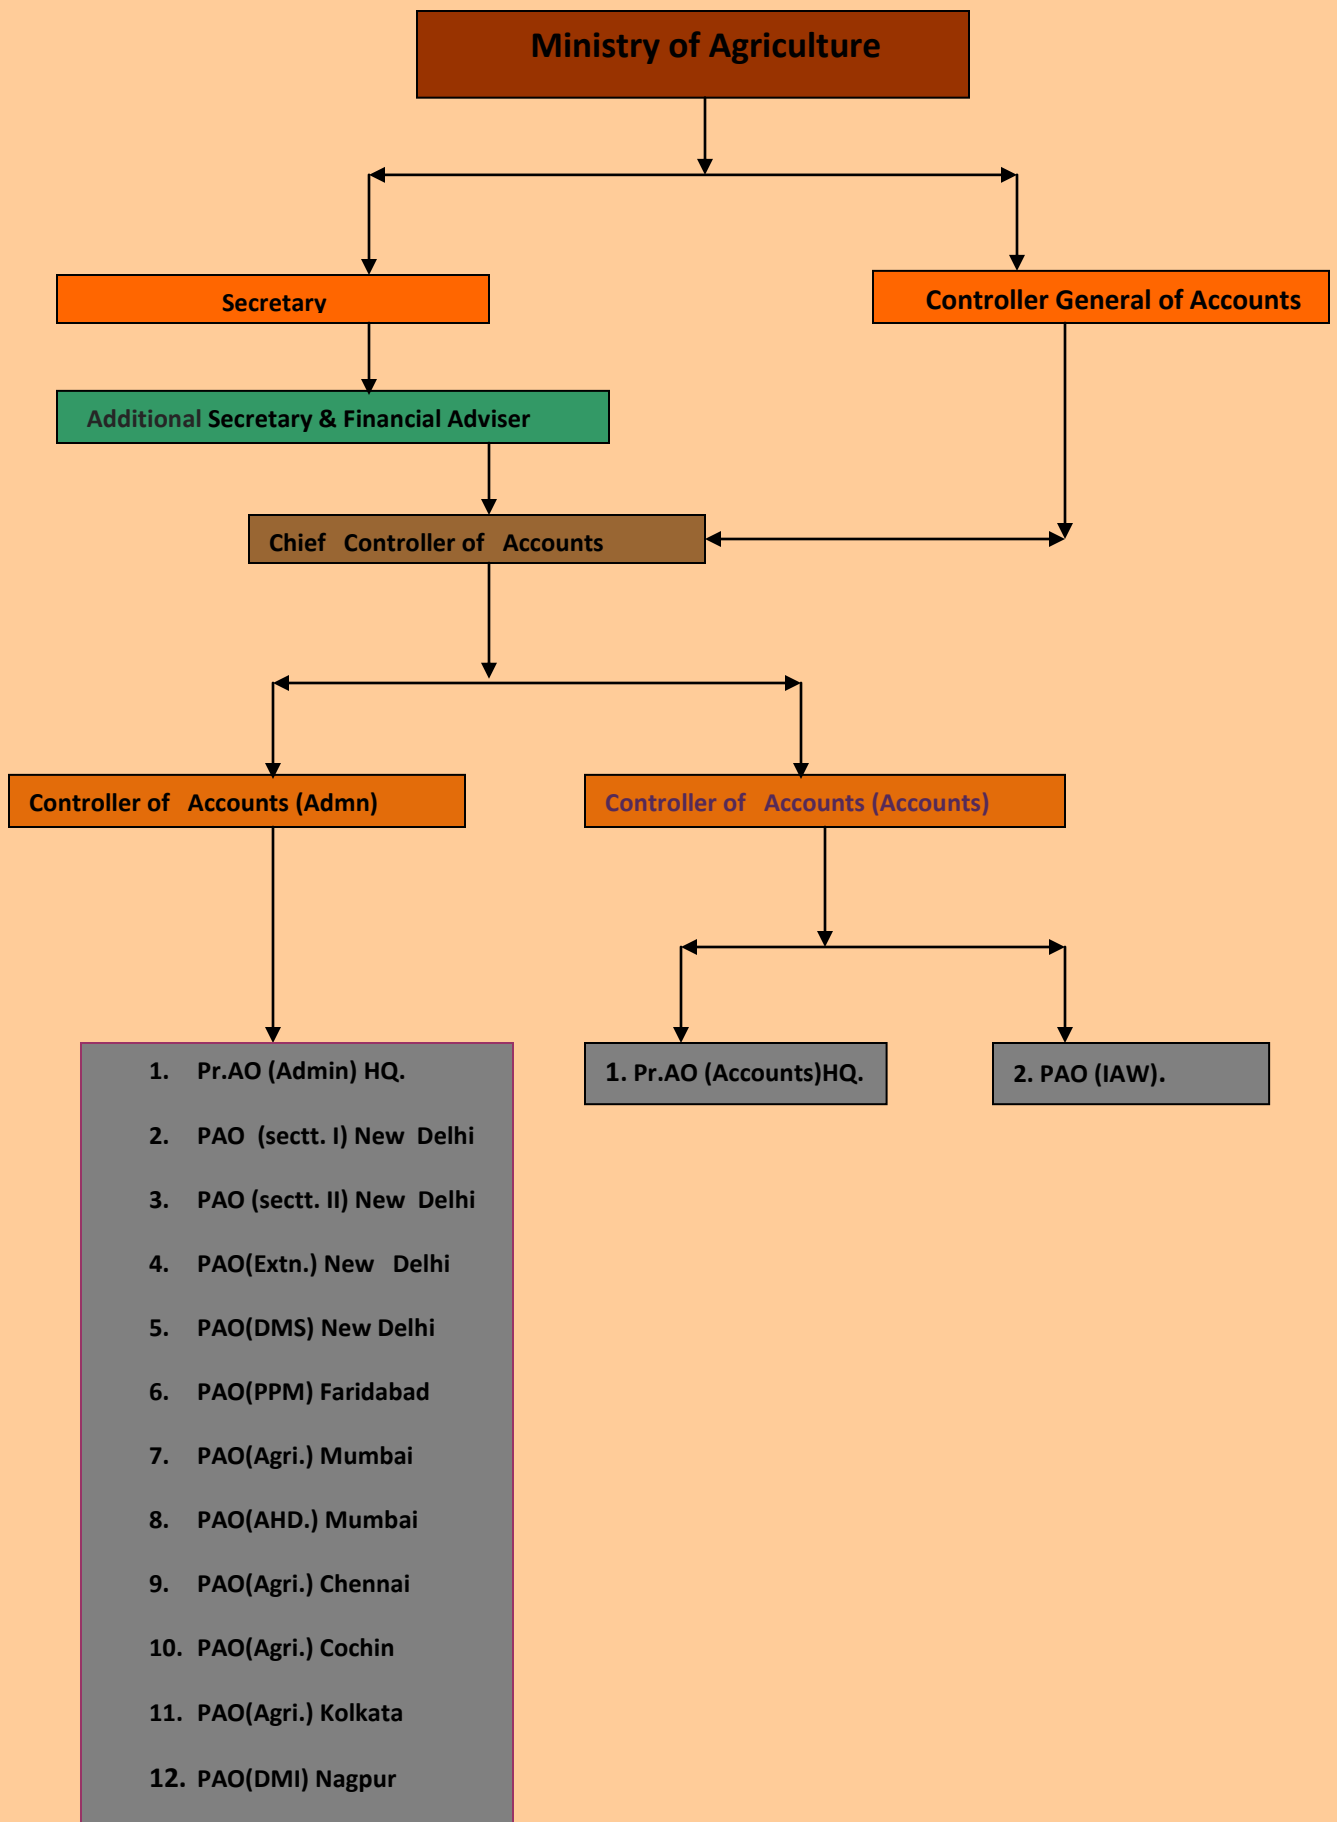 Ministry of Agriculture
Secretary
Controller General of Accounts
Additional Secretary & Financial Adviser
Chief Controller of Accounts
Controller of Accounts (Admn)
Controller of Accounts (Accounts)
1. Pr.AO (Admin) HQ.
2. PAO (sectt. I) New Delhi
3. PAO (sectt. II) New Delhi
4. PAO(Extn.) New Delhi
5. PAO(DMS) New Delhi
6. PAO(PPM) Faridabad
7. PAO(Agri.) Mumbai
8. PAO(AHD.) Mumbai
9. PAO(Agri.) Chennai
10. PAO(Agri.) Cochin
11. PAO(Agri.) Kolkata
12. PAO(DMI) Nagpur
1. Pr.AO (Accounts)HQ.
2. PAO (IAW).